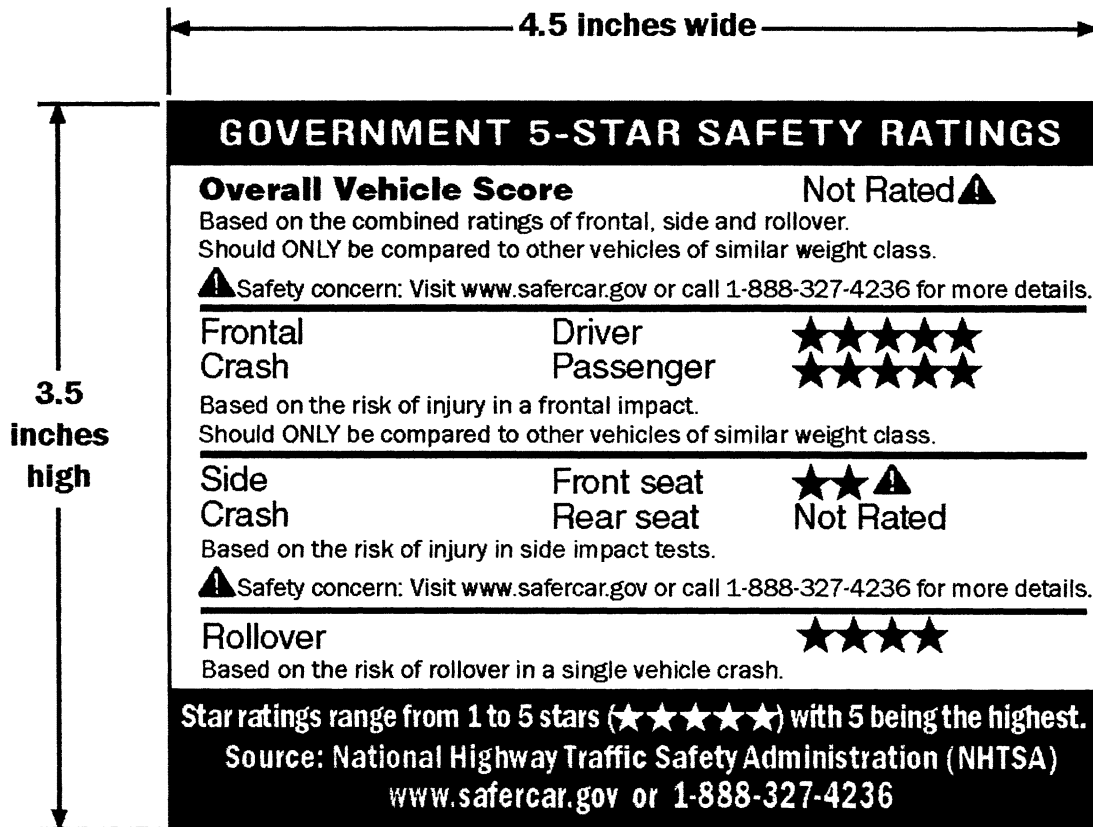 4.5 inches wide
3.5
inches
high
GOVERNMENT 5-STAR SAFETY RATINGS
Overall Vehicle Score Not Rated
Based on the combined ratings of frontal, side and rollover.
Should ONLY be compared to other vehicles of similar weight class.
Safety concern: Visit www.safercar.gov or call 1-888-327-4236 for more details.
Frontal Driver ★★★★★
Crash Passenger ★★★★★
Based on the risk of injury in a frontal impact.
Should ONLY be compared to other vehicles of similar weight class.
Side Front seat ★★
Crash Rear seat Not Rated
Based on the risk of injury in side impact tests.
Safety concern: Visit www.safercar.gov or call 1-888-327-4236 for more details.
Rollover ★★★★
Based on the risk of rollover in a single vehicle crash.
Star ratings range from 1 to 5 stars (★★★★★) with 5 being the highest.
Source: National Highway Traffic Safety Administration (NHTSA)
www.safercar.gov or 1-888-327-4236